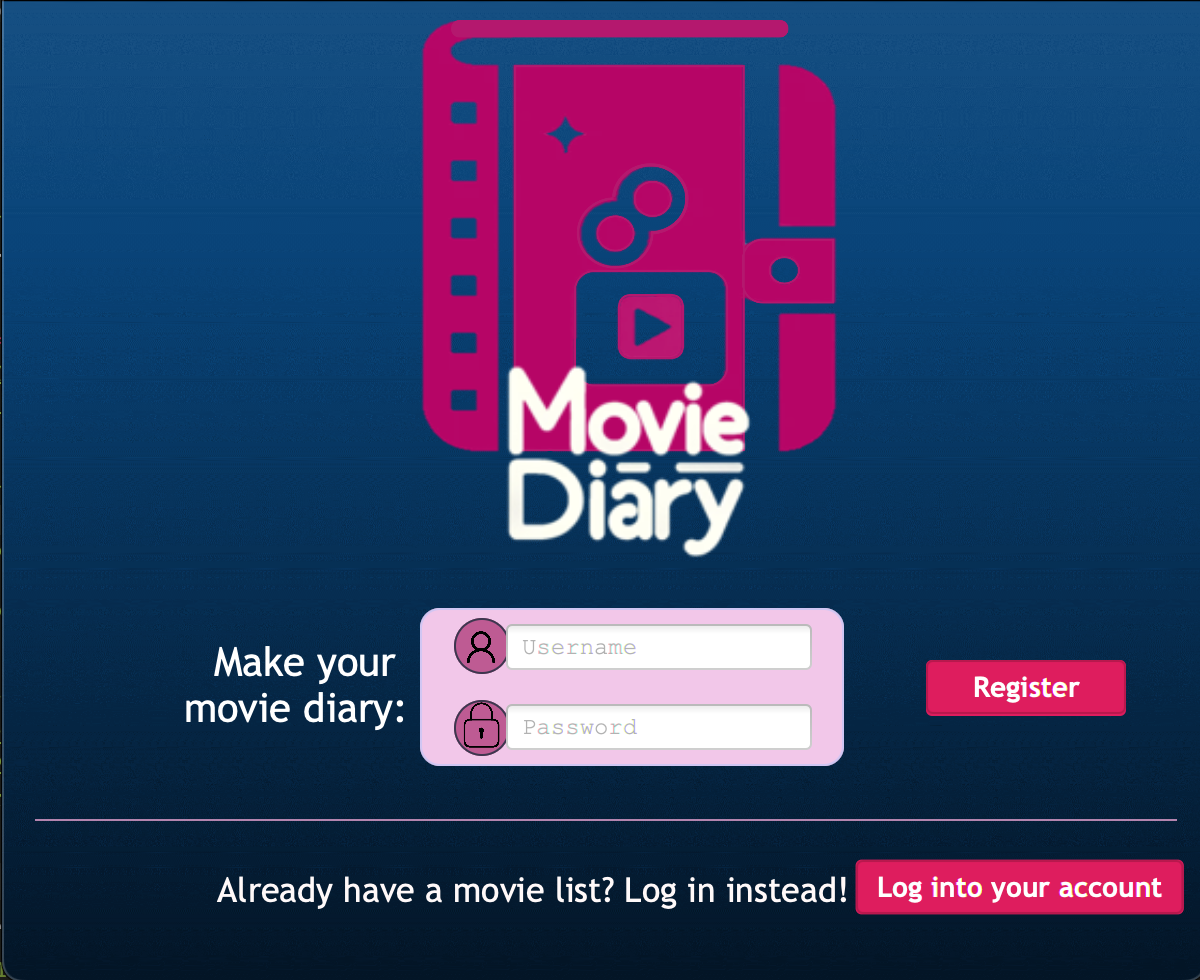 Movie
Diary
Make your
movie diary:
Username
Password
Register
Already have a movie list? Log in instead!
Log into your account